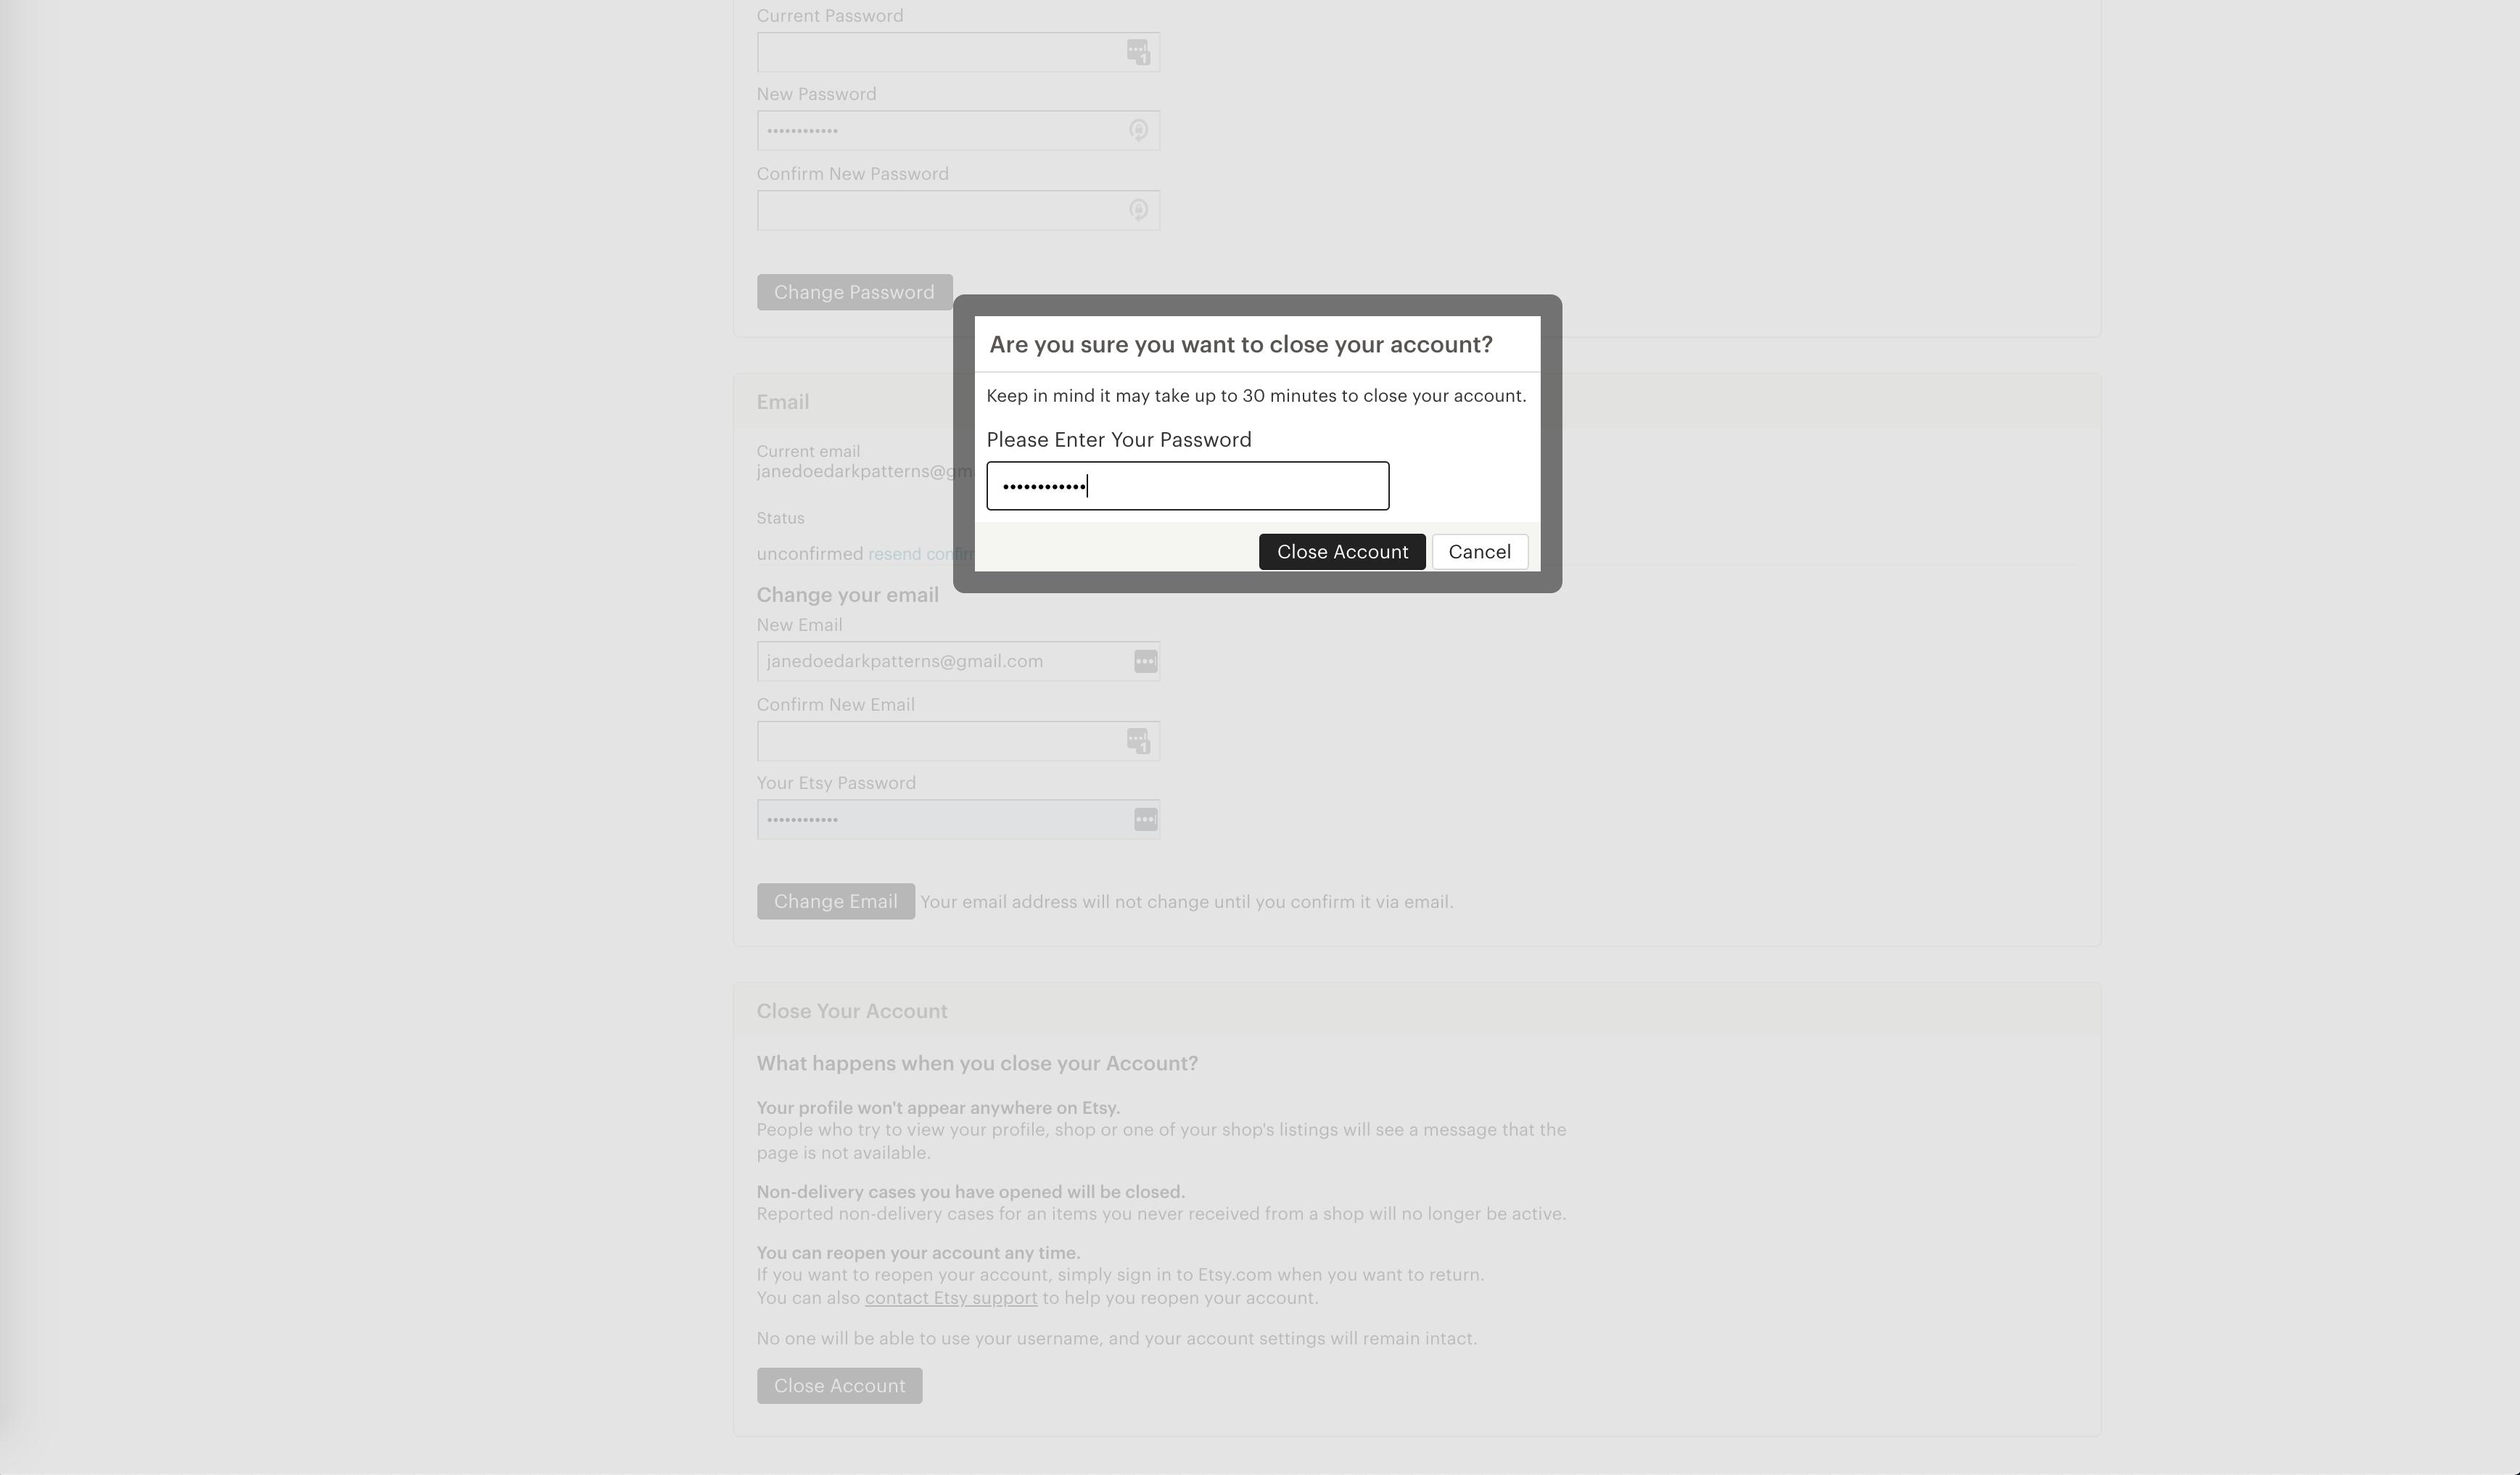 Current Password
New Password
••••••••••••
Confirm New Password
Change Password
Are you sure you want to close your account?
Keep in mind it may take up to 30 minutes to close your account.
Please Enter Your Password
••••••••••••
Close Account
Cancel
Email
Current email
janedoedarkpatterns@gm
Status
unconfirmed resend confirm
Change your email
New Email
janedoedarkpatterns@gmail.com
Confirm New Email
Your Etsy Password
••••••••••••
Change Email Your email address will not change until you confirm it via email.
Close Your Account
What happens when you close your Account?
Your profile won't appear anywhere on Etsy.
People who try to view your profile, shop or one of your shop's listings will see a message that the
page is not available.
Non-delivery cases you have opened will be closed.
Reported non-delivery cases for an items you never received from a shop will no longer be active.
You can reopen your account any time.
If you want to reopen your account, simply sign in to Etsy.com when you want to return.
You can also contact Etsy support to help you reopen your account.
No one will be able to use your username, and your account settings will remain intact.
Close Account